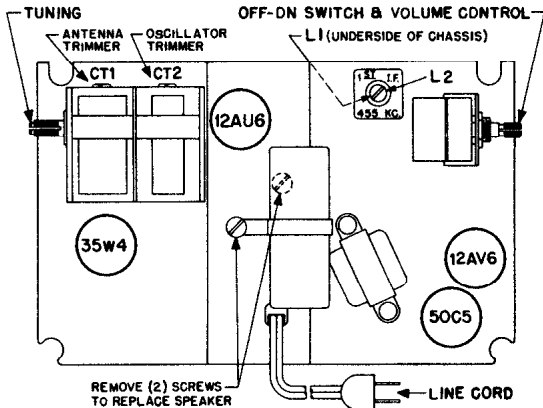 TUNING
OFF-ON SWITCH & VOLUME CONTROL
ANTENNA
TRIMMER
OSCILLATOR
TRIMMER
L1 (UNDERSIDE OF CHASSIS)
CT1
CT2
1ST I.F.
L2
455 KC.
12AU6
35W4
12AV6
50C5
REMOVE (2) SCREWS
TO REPLACE SPEAKER
LINE CORD